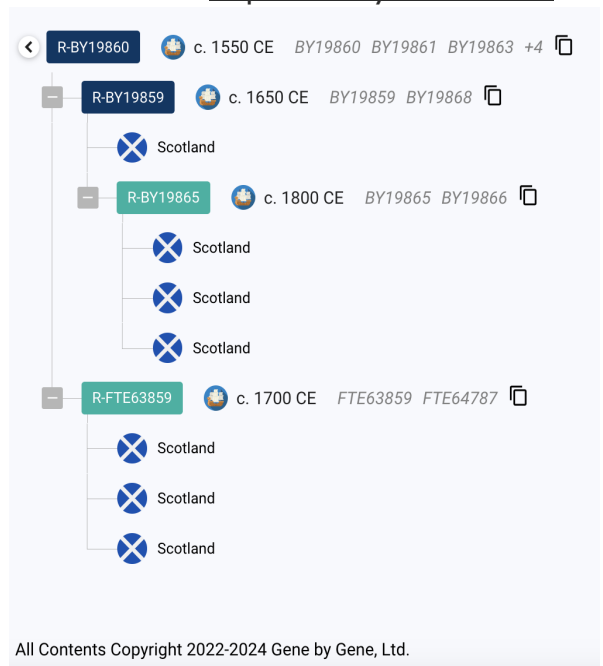 R-BY19860 c. 1550 CE BY19860 BY19861 BY19863 +4
R-BY19859 c. 1650 CE BY19859 BY19868
Scotland
R-BY19865 c. 1800 CE BY19865 BY19866
Scotland
Scotland
Scotland
R-FTE63859 c. 1700 CE FTE63859 FTE64787
Scotland
Scotland
Scotland
All Contents Copyright 2022-2024 Gene by Gene, Ltd.